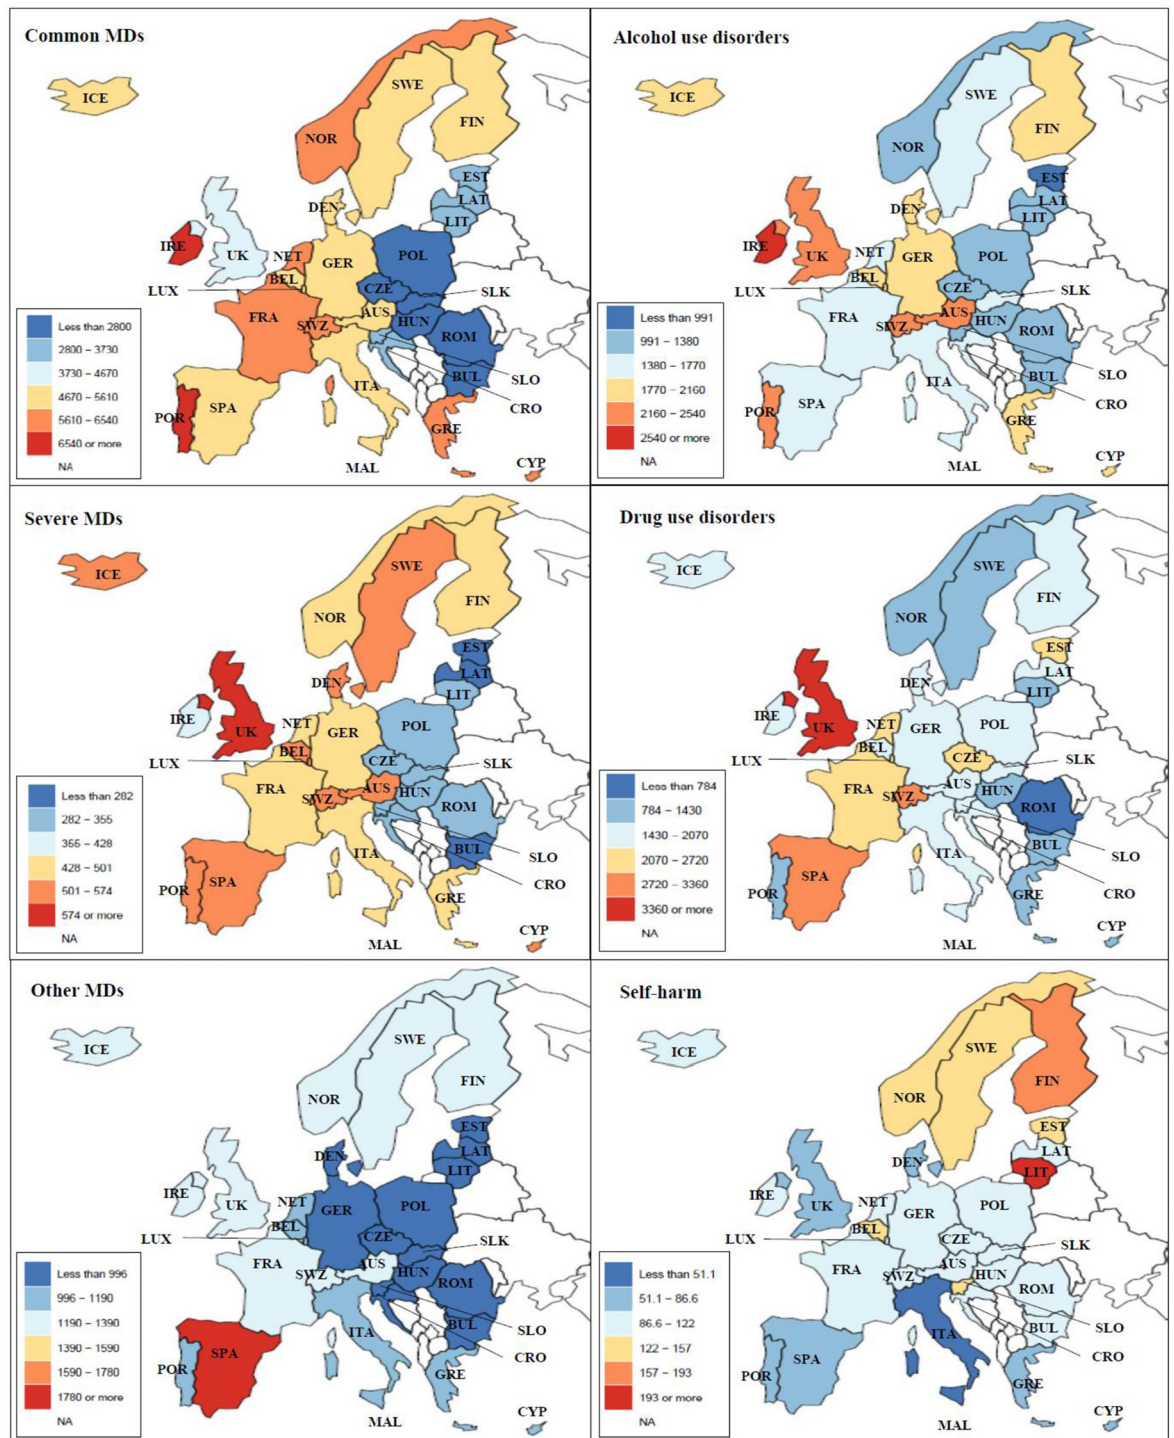 Common MDs
ICE
SWE
FIN
NOR
EST
LAT
DEN
LIT
IRE
UK
NET
GER
POL
BEL
LUX
CZE
SLK
FRA
AUS
SWZ
HUN
ROM
ITA
BUL
SLO
SPA
POR
CRO
GRE
MAL
CYP
Less than 2800
2800 – 3730
3730 – 4670
4670 – 5610
5610 – 6540
6540 or more
NA
Alcohol use disorders
ICE
SWE
FIN
NOR
EST
LAT
DEN
LIT
IRE
UK
NET
GER
POL
BEL
LUX
CZE
SLK
FRA
AUS
SWZ
HUN
ROM
ITA
BUL
SLO
SPA
POR
CRO
GRE
MAL
CYP
Less than 991
991 – 1380
1380 – 1770
1770 – 2160
2160 – 2540
2540 or more
NA
Severe MDs
ICE
SWE
FIN
NOR
EST
LAT
DEN
LIT
IRE
UK
NET
GER
POL
BEL
LUX
CZE
SLK
FRA
AUS
SWZ
HUN
ROM
ITA
BUL
SLO
SPA
POR
CRO
GRE
MAL
CYP
Less than 282
282 – 355
355 – 428
428 – 501
501 – 574
574 or more
NA
Drug use disorders
ICE
SWE
FIN
NOR
EST
LAT
DEN
LIT
IRE
UK
NET
GER
POL
BEL
LUX
CZE
SLK
FRA
AUS
SWZ
HUN
ROM
ITA
BUL
SLO
SPA
POR
CRO
GRE
MAL
CYP
Less than 784
784 – 1430
1430 – 2070
2070 – 2720
2720 – 3360
3360 or more
NA
Other MDs
ICE
SWE
FIN
NOR
EST
LAT
DEN
LIT
IRE
UK
NET
GER
POL
BEL
LUX
CZE
SLK
FRA
AUS
SWZ
HUN
ROM
ITA
BUL
SLO
SPA
POR
CRO
GRE
MAL
CYP
Less than 996
996 – 1190
1190 – 1390
1390 – 1590
1590 – 1780
1780 or more
NA
Self-harm
ICE
SWE
FIN
NOR
EST
LAT
DEN
LIT
IRE
UK
NET
GER
POL
BEL
LUX
CZE
SLK
FRA
AUS
SWZ
HUN
ROM
ITA
BUL
SLO
SPA
POR
CRO
GRE
MAL
CYP
Less than 51.1
51.1 – 86.6
86.6 – 122
122 – 157
157 – 193
193 or more
NA